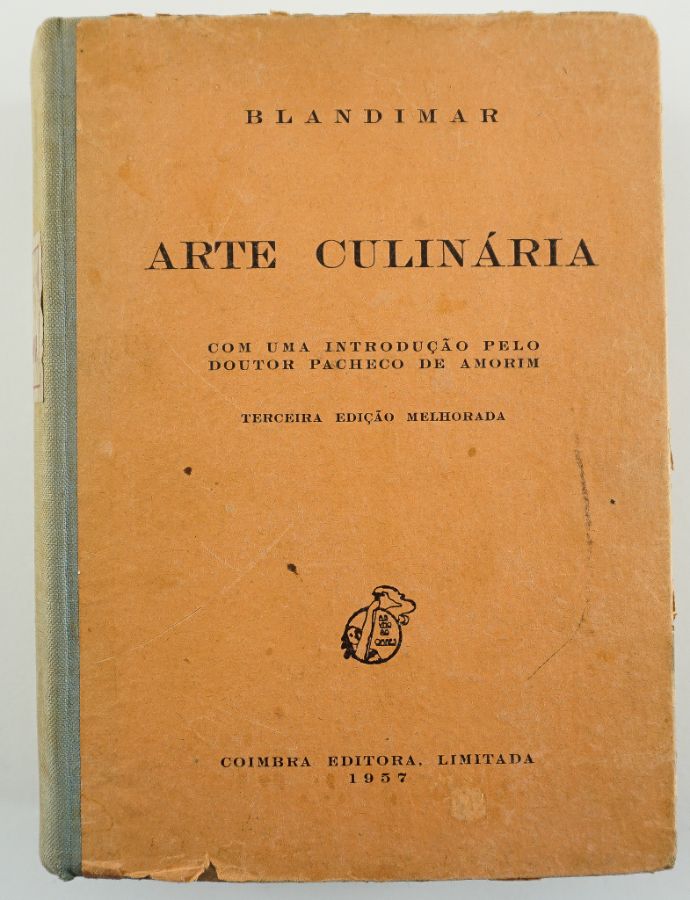 BLANDIMAR
ARTE CULINÁRIA
COM UMA INTRODUÇÃO PELO
DOUTOR PACHECO DE AMORIM
TERCEIRA EDIÇÃO MELHORADA
COIMBRA EDITORA, LIMITADA
1957